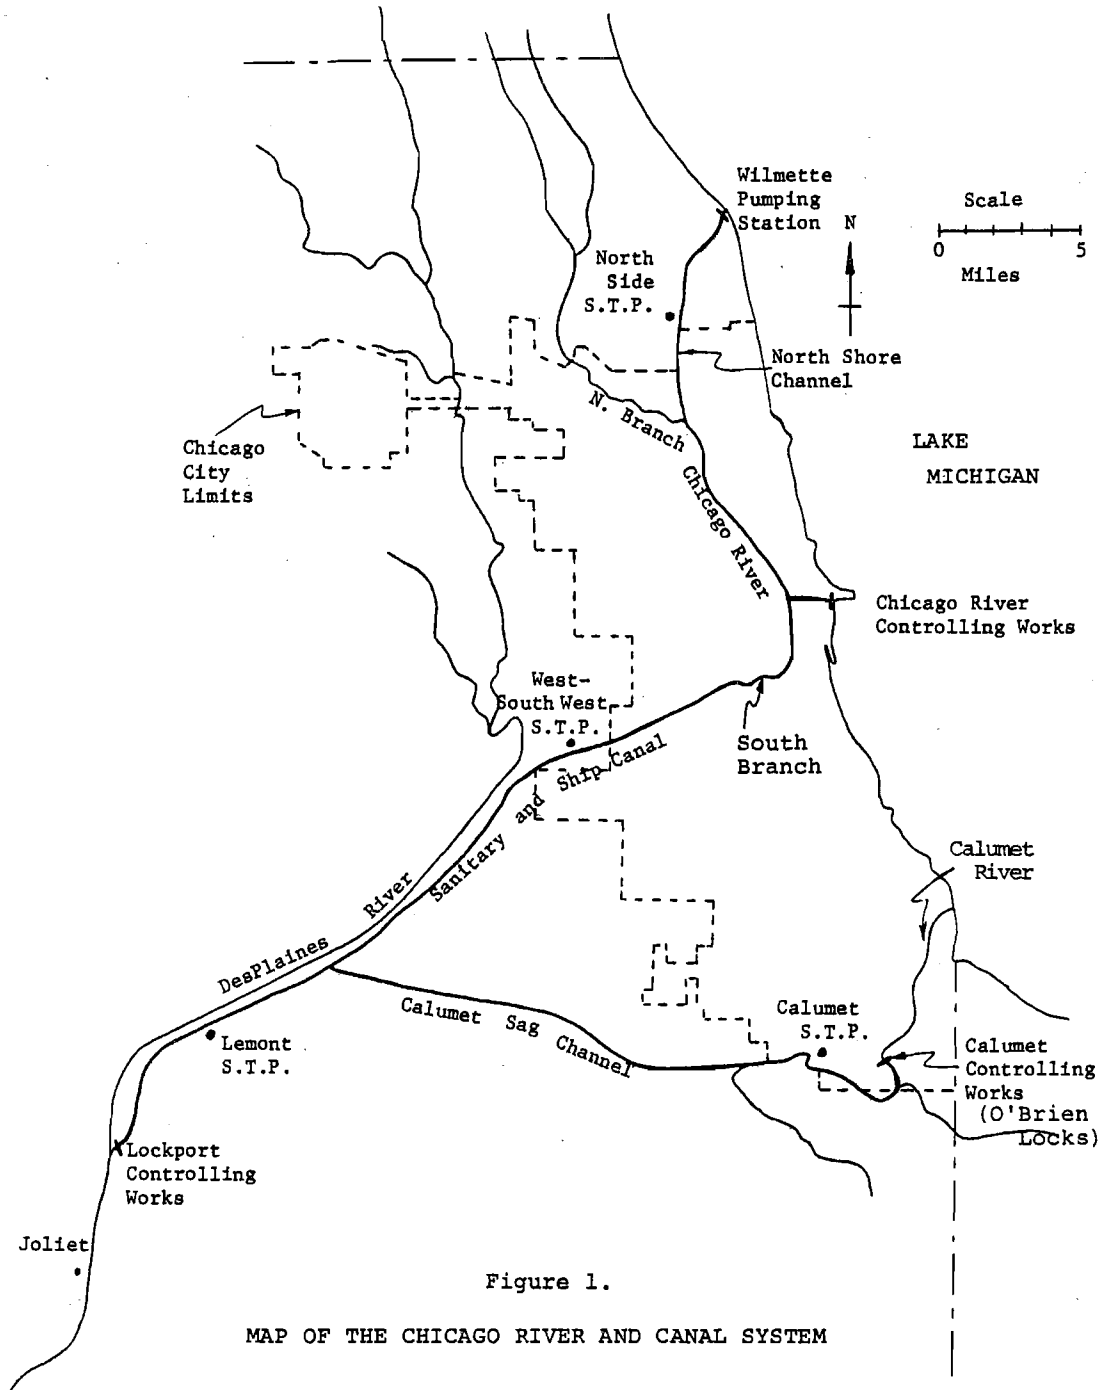 Wilmette
Pumping
Station
N
Scale
0 5
Miles
North
Side
S.T.P.
North Shore
Channel
N. Branch Chicago River
LAKE
MICHIGAN
Chicago
City
Limits
Chicago River
Controlling Works
West-
South West
S.T.P.
South
Branch
Sanitary and Ship Canal
Calumet
River
DesPlaines River
Calumet Sag Channel
Calumet
S.T.P.
Lemont
S.T.P.
Calumet
Controlling
Works
(O'Brien
Locks)
Lockport
Controlling
Works
Joliet
Figure 1.
MAP OF THE CHICAGO RIVER AND CANAL SYSTEM